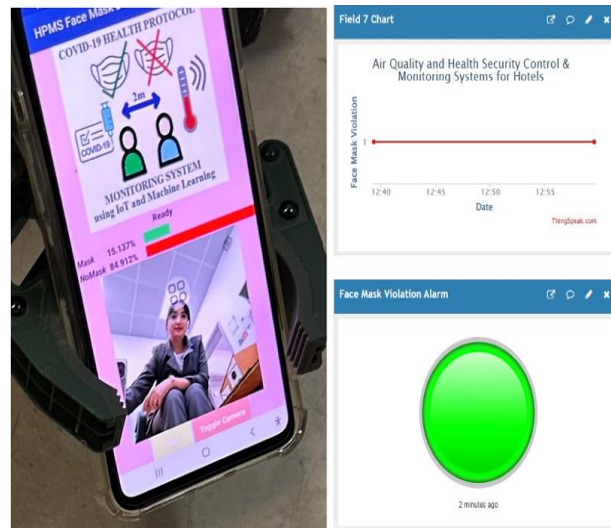 HPMS Face Mask
COVID-19 HEALTH PROTOCOL
2m
COVID-19
MONITORING SYSTEM
using IoT and Machine Learning
Ready
Mask 15.137%
NoMask 84.912%
Toggle Camera
Field 7 Chart
Air Quality and Health Security Control &
Monitoring Systems for Hotels
Face Mask Violation
1
12:40 12:45 12:50 12:55
Date
ThingSpeak.com
Face Mask Violation Alarm
2 minutes ago